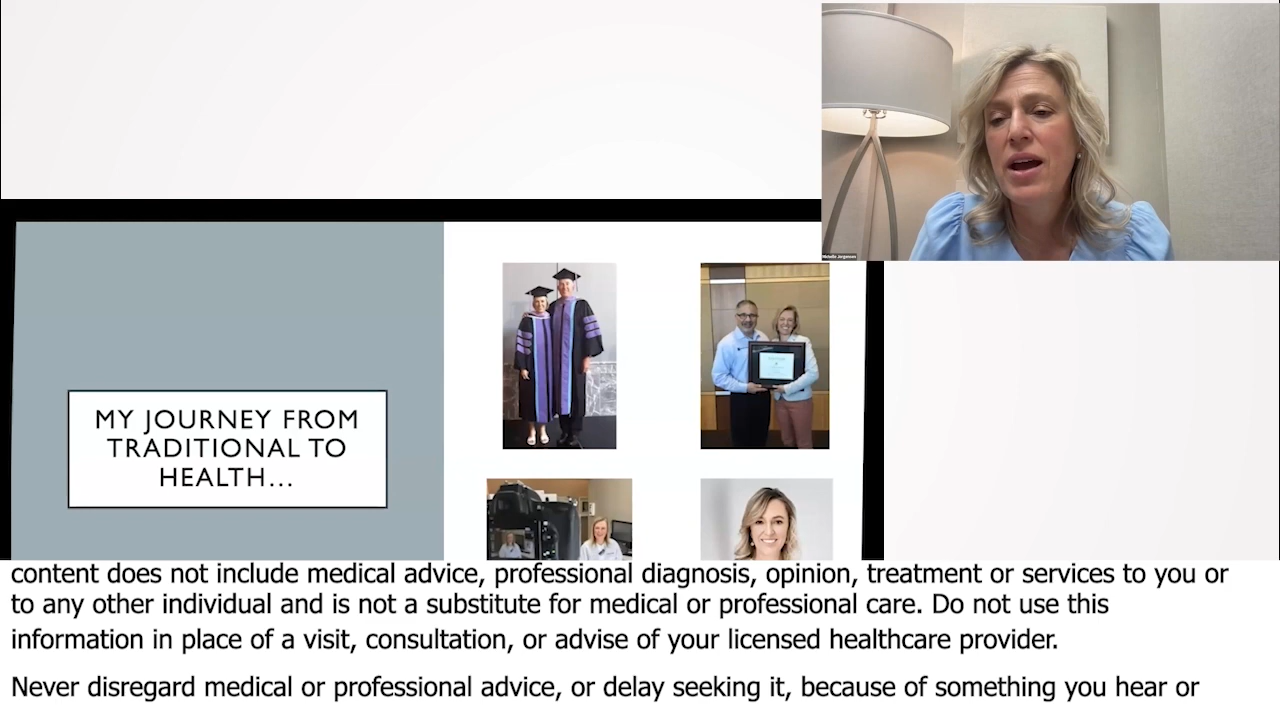 Michelle Jorgensen
MY JOURNEY FROM
TRADITIONAL TO
HEALTH...
content does not include medical advice, professional diagnosis, opinion, treatment or services to you or
to any other individual and is not a substitute for medical or professional care. Do not use this
information in place of a visit, consultation, or advise of your licensed healthcare provider.
Never disregard medical or professional advice, or delay seeking it, because of something you hear or